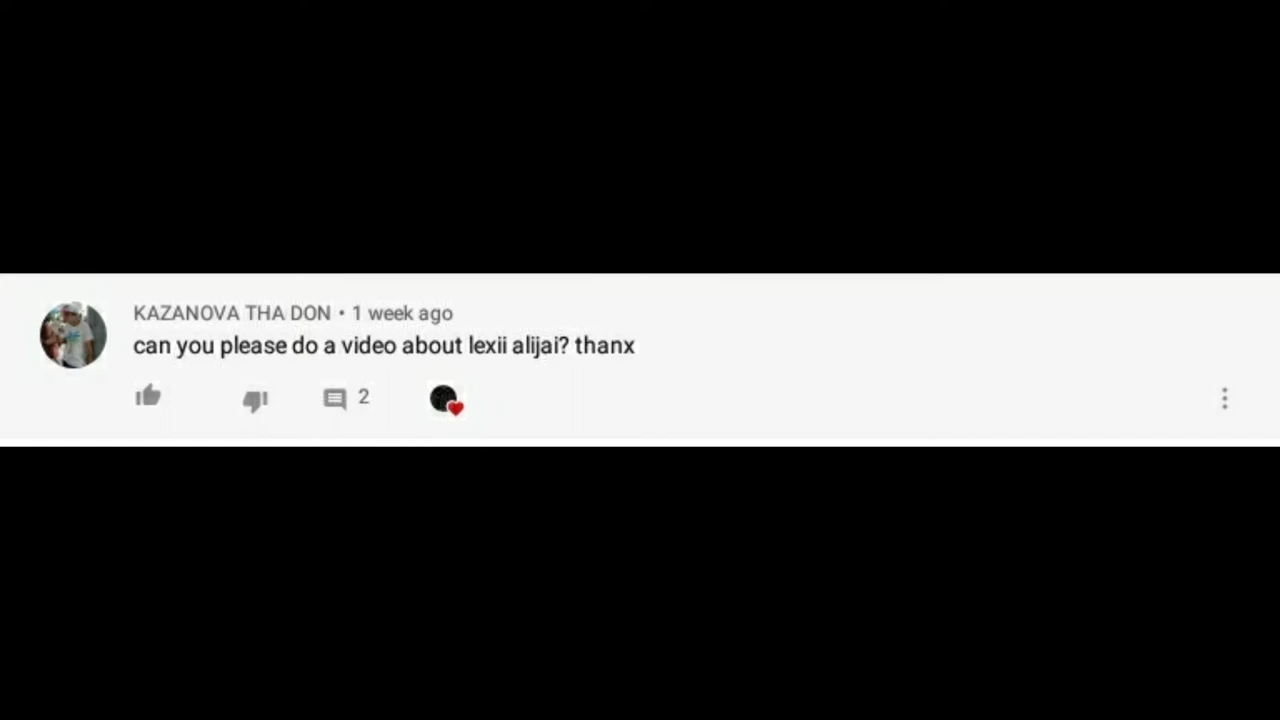 KAZANOVA THA DON • 1 week ago
can you please do a video about lexii alijai? thanx
2